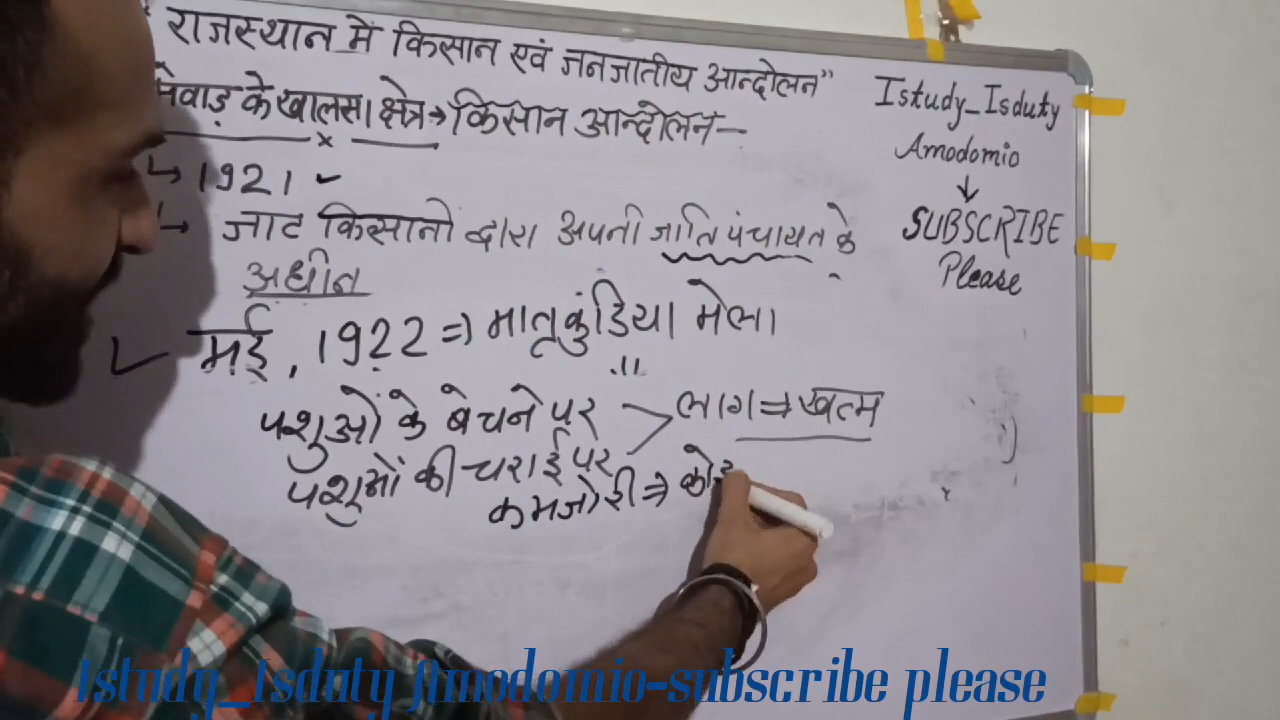 " राजस्थान में किसान एवं जनजातीय आन्दोलन"
मेवाड़ के खालसा क्षेत्र → किसान आन्दोलन -
↳ 1921 ✓
↳ जाट किसानो द्वारा अपनी जाति पंचायत के
अधीन
✓ मई, 1922 ⇒ मातृकुंडिया मेला
पशुओं के बेचने पर
लाग ⇒ खत्म
पशुओं की चराई पर
कमजोरी ⇒
Istudy_Isduty
Amodomio
↓
SUBSCRIBE
Please
Istudy_Isduty Amodomio-subscribe please